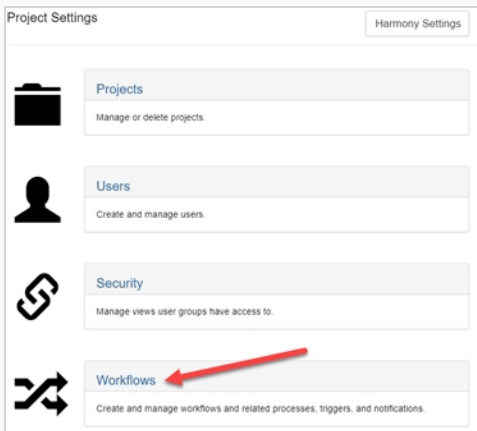 Project Settings
Harmony Settings
Projects
Manage or delete projects.
Users
Create and manage users.
Security
Manage views user groups have access to.
Workflows
Create and manage workflows and related processes, triggers, and notifications.